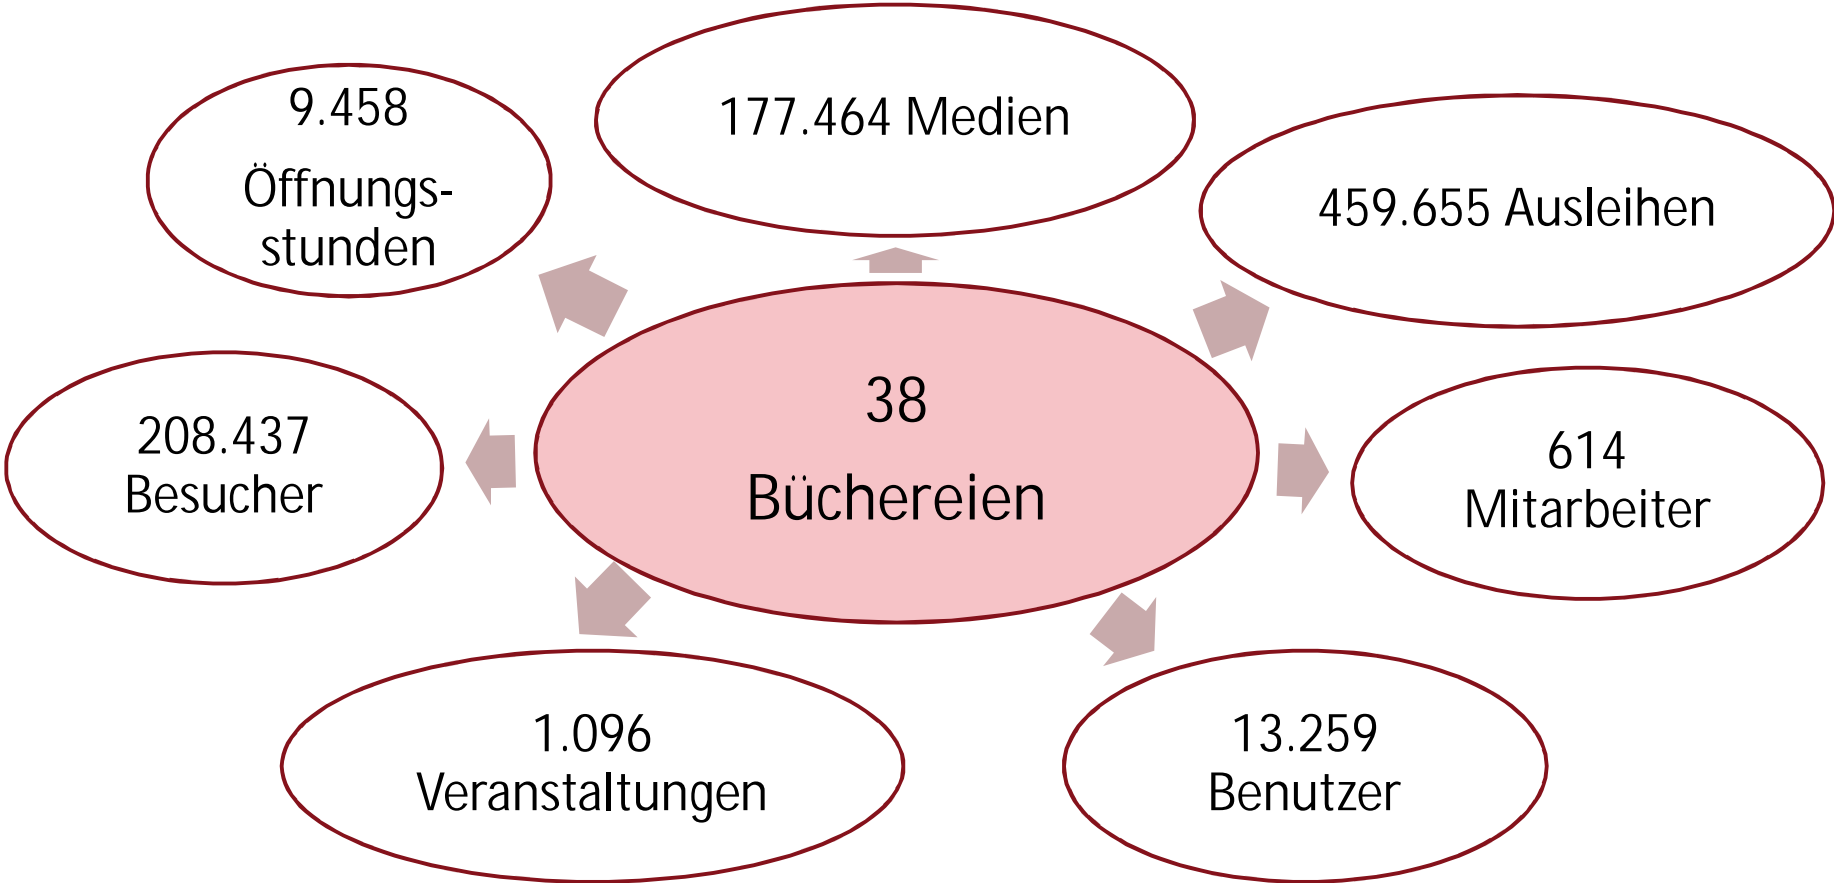 9.458
Öffnungs-
stunden
177.464 Medien
459.655 Ausleihen
38
Büchereien
208.437
Besucher
614
Mitarbeiter
1.096
Veranstaltungen
13.259
Benutzer